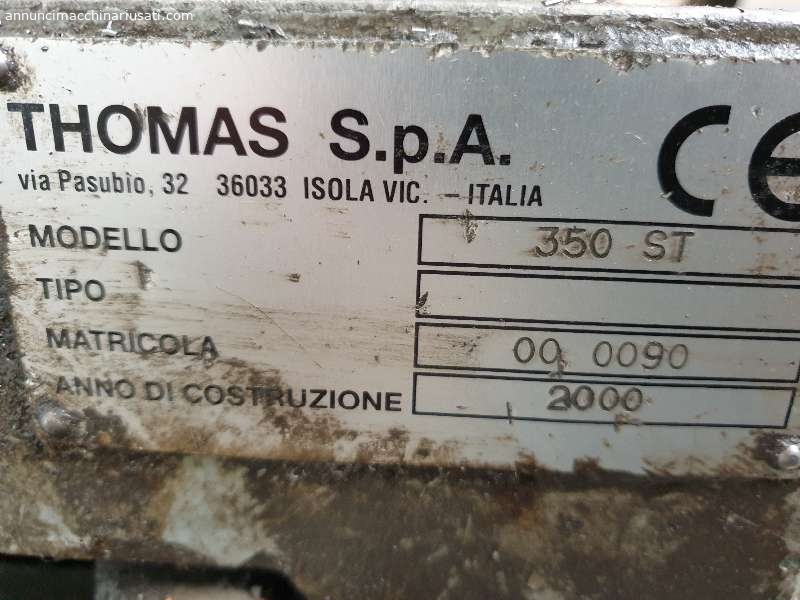 annuncimacchinariusati.com
THOMAS S.p.A.
via Pasubio, 32 36033 ISOLA VIC. – ITALIA
CE
MODELLO 350 ST
TIPO
MATRICOLA 00 0090
ANNO DI COSTRUZIONE 2000